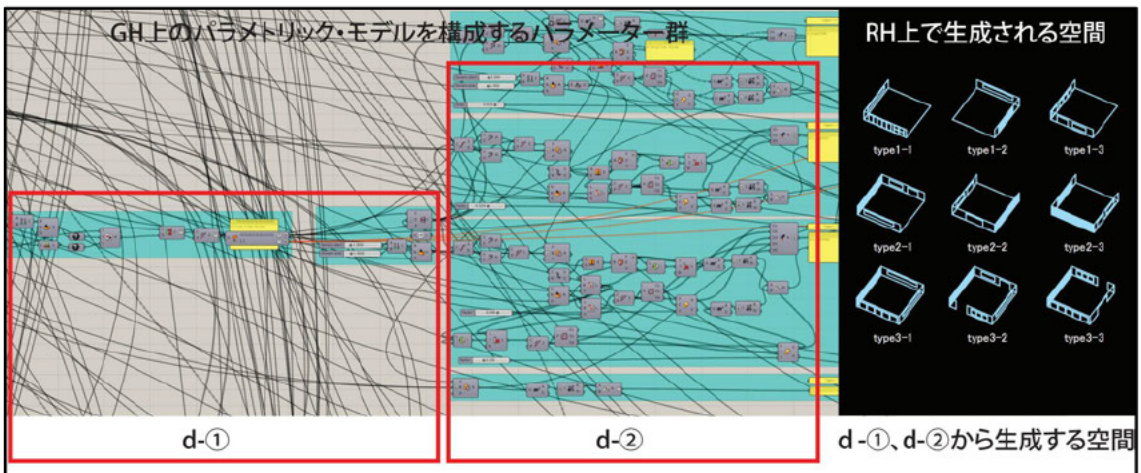 GH上のパラメトリック・モデルを構成するパラメーター群
RH上で生成される空間
type1-1
type1-2
type1-3
type2-1
type2-2
type2-3
type3-1
type3-2
type3-3
d-①
d-②
d-①、d-②から生成する空間